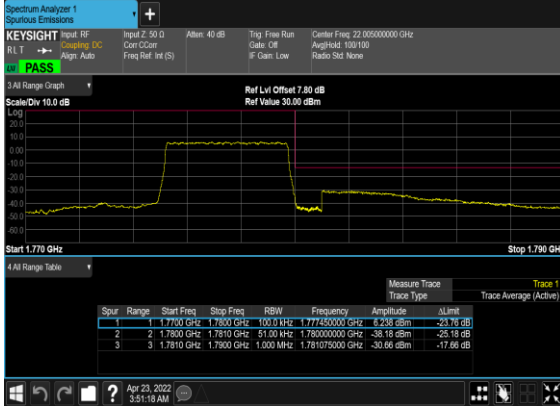 Spectrum Analyzer 1
Spurious Emissions
+
KEYSIGHT Input: RF Input Z: 50 Ω Atten: 40 dB Trig: Free Run Center Freq: 22.005000000 GHz
RLT Coupling: DC Corr CCorr Gate: Off Avg|Hold: 100/100
Align: Auto Freq Ref: Int (S) IF Gain: Low Radio Std: None
LXI PASS
3 All Range Graph
Ref Lvl Offset 7.80 dB
Scale/Div 10.0 dB Ref Value 30.00 dBm
Log
20.0
10.0
0.00
-10.0
-20.0
-30.0
-40.0
-50.0
-60.0
Start 1.770 GHz Stop 1.790 GH
4 All Range Table
Measure Trace Trace 1
Trace Type Trace Average (Active)
Spur Range Start Freq Stop Freq RBW Frequency Amplitude ΔLimit
1 1 1.7700 GHz 1.7800 GHz 100.0 kHz 1.777450000 GHz 6.238 dBm -23.76 dB
2 2 1.7800 GHz 1.7810 GHz 51.00 kHz 1.780000000 GHz -38.18 dBm -25.18 dB
3 3 1.7810 GHz 1.7900 GHz 1.000 MHz 1.781075000 GHz -30.66 dBm -17.66 dB
? Apr 23, 2022
3:51:18 AM